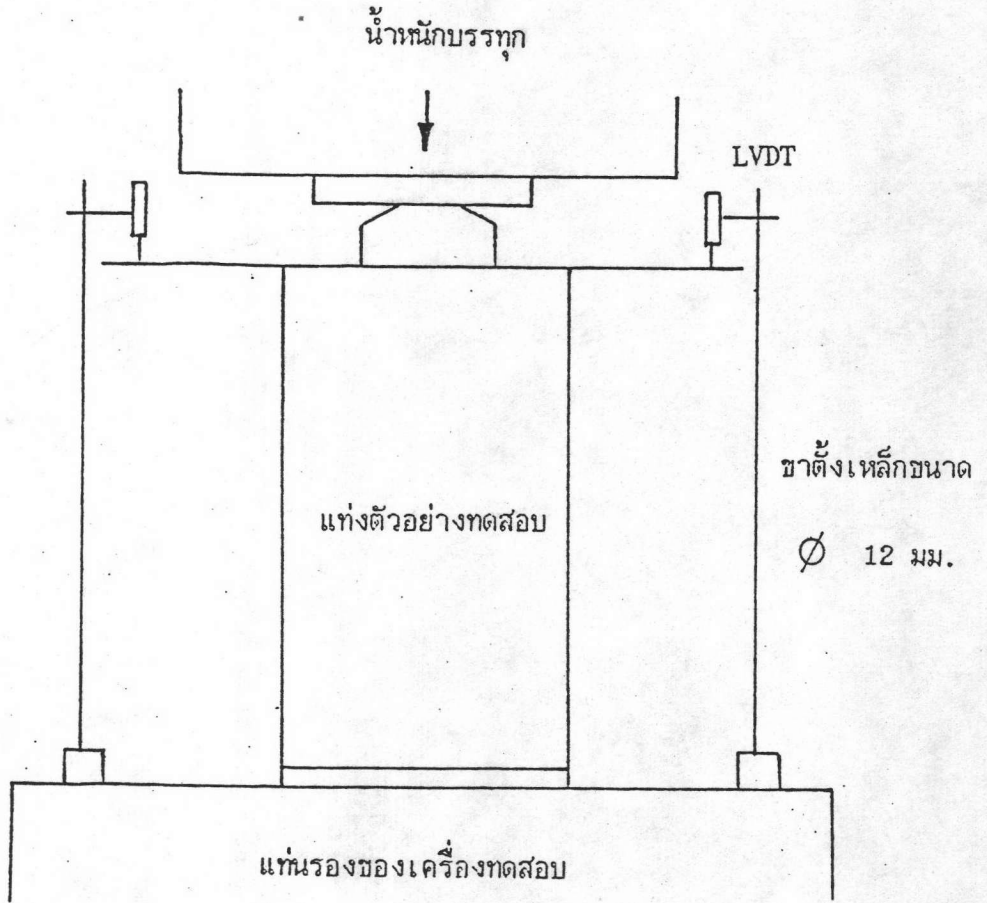 น้ำหนักบรรทุก
LVDT
ขาตั้งเหล็กขนาด
แท่งตัวอย่างทดสอบ
∅ 12 มม.
แท่นรองของเครื่องทดสอบ